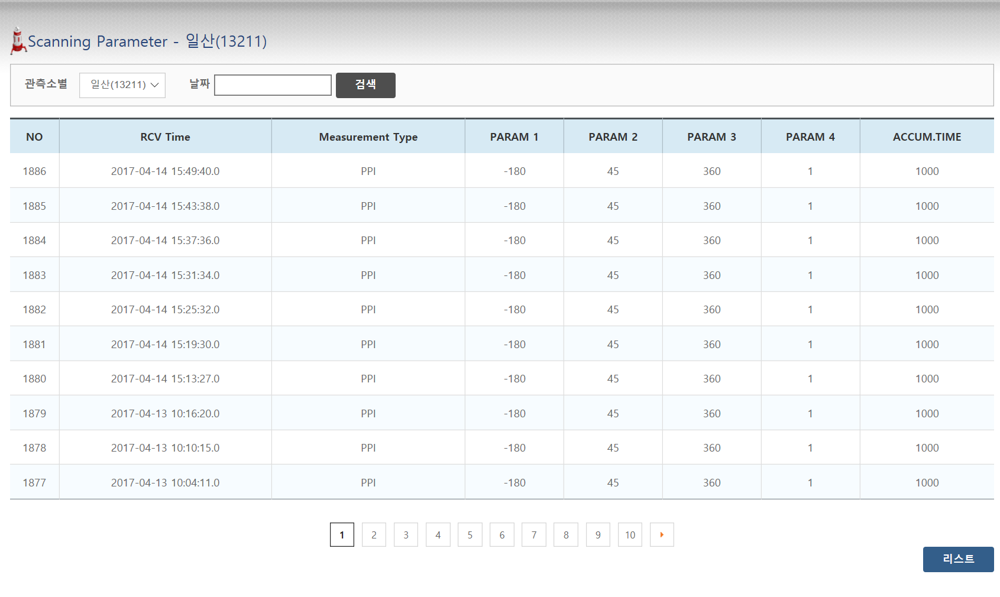 Scanning Parameter - 일산(13211)
관측소별 일산(13211) 날짜 검색
NO RCV Time Measurement Type PARAM 1 PARAM 2 PARAM 3 PARAM 4 ACCUM.TIME
1886 2017-04-14 15:49:40.0 PPI -180 45 360 1 1000
1885 2017-04-14 15:43:38.0 PPI -180 45 360 1 1000
1884 2017-04-14 15:37:36.0 PPI -180 45 360 1 1000
1883 2017-04-14 15:31:34.0 PPI -180 45 360 1 1000
1882 2017-04-14 15:25:32.0 PPI -180 45 360 1 1000
1881 2017-04-14 15:19:30.0 PPI -180 45 360 1 1000
1880 2017-04-14 15:13:27.0 PPI -180 45 360 1 1000
1879 2017-04-13 10:16:20.0 PPI -180 45 360 1 1000
1878 2017-04-13 10:10:15.0 PPI -180 45 360 1 1000
1877 2017-04-13 10:04:11.0 PPI -180 45 360 1 1000
1 2 3 4 5 6 7 8 9 10
리스트